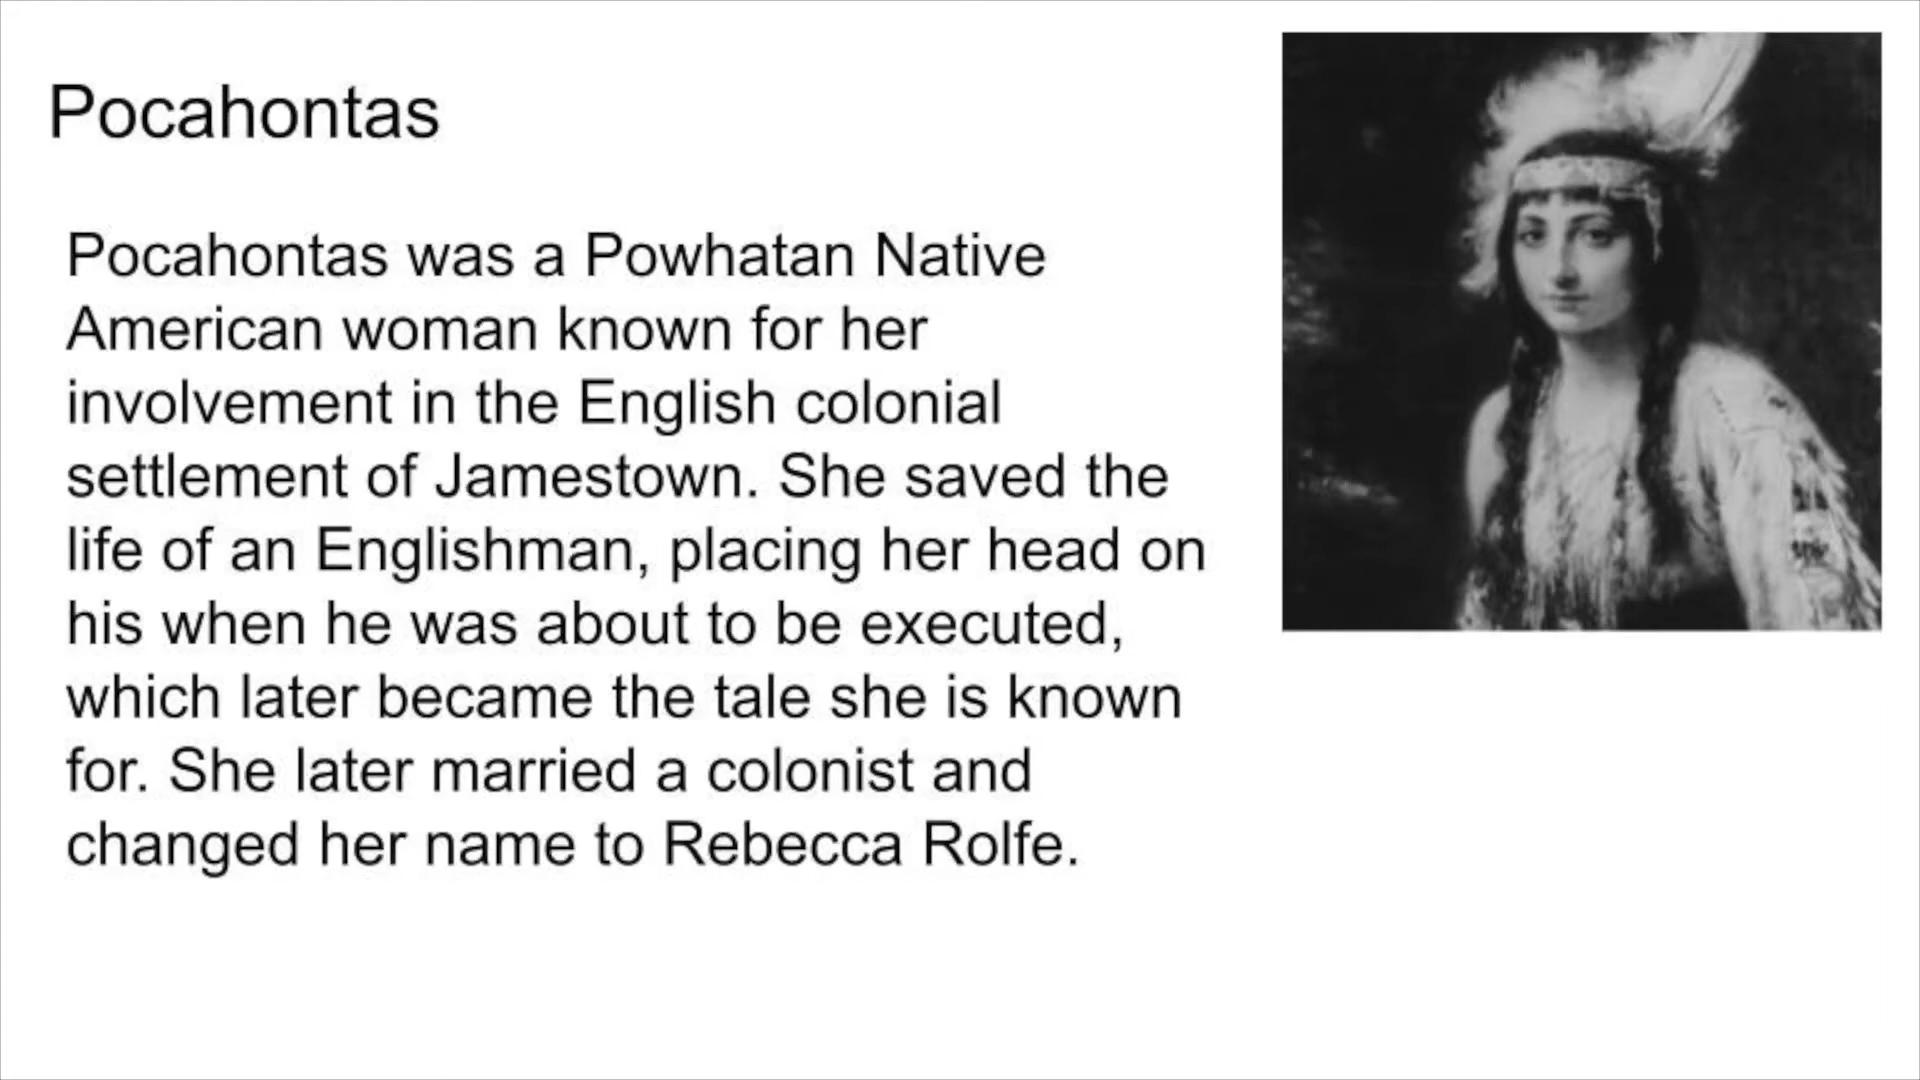 Pocahontas
Pocahontas was a Powhatan Native
American woman known for her
involvement in the English colonial
settlement of Jamestown. She saved the
life of an Englishman, placing her head on
his when he was about to be executed,
which later became the tale she is known
for. She later married a colonist and
changed her name to Rebecca Rolfe.